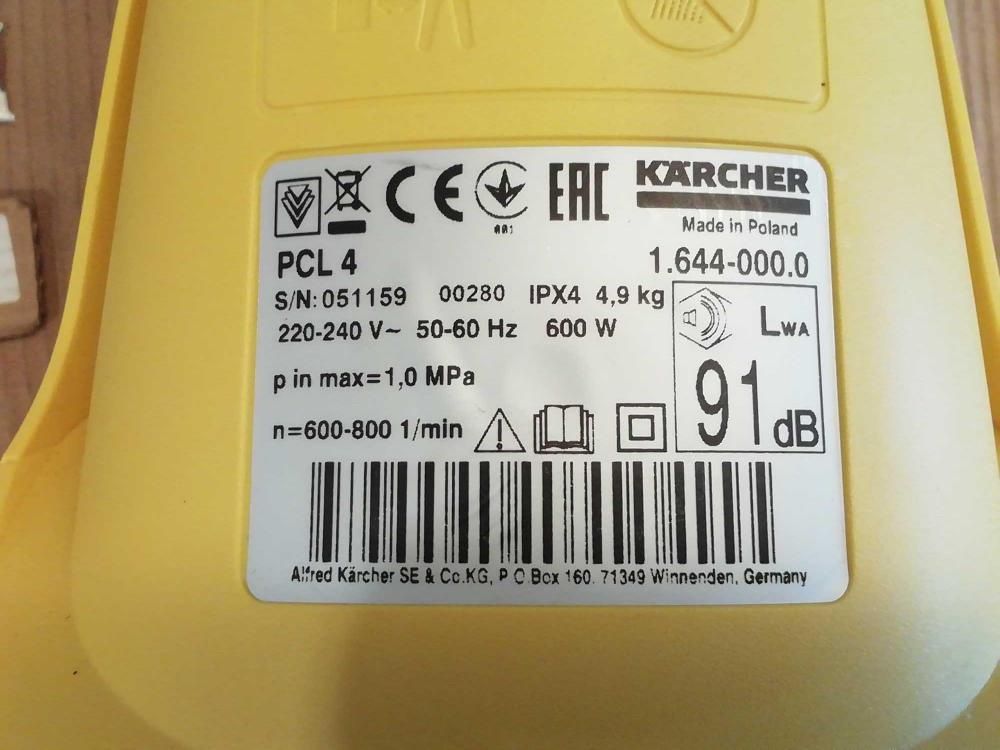 CE EAC KÄRCHER
Made in Poland
PCL 4 1.644-000.0
S/N: 051159 00280 IPX4 4,9 kg
220-240 V~ 50-60 Hz 600 W
LWA
p in max=1,0 MPa
91 dB
n=600-800 1/min
Alfred Kärcher SE & Co.KG, P.O.Box 160. 71349 Winnenden, Germany